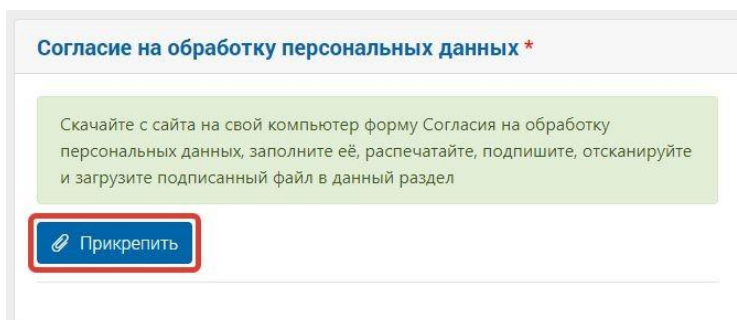 Согласие на обработку персональных данных *
Скачайте с сайта на свой компьютер форму Согласия на обработку
персональных данных, заполните её, распечатайте, подпишите, отсканируйте
и загрузите подписанный файл в данный раздел
Прикрепить